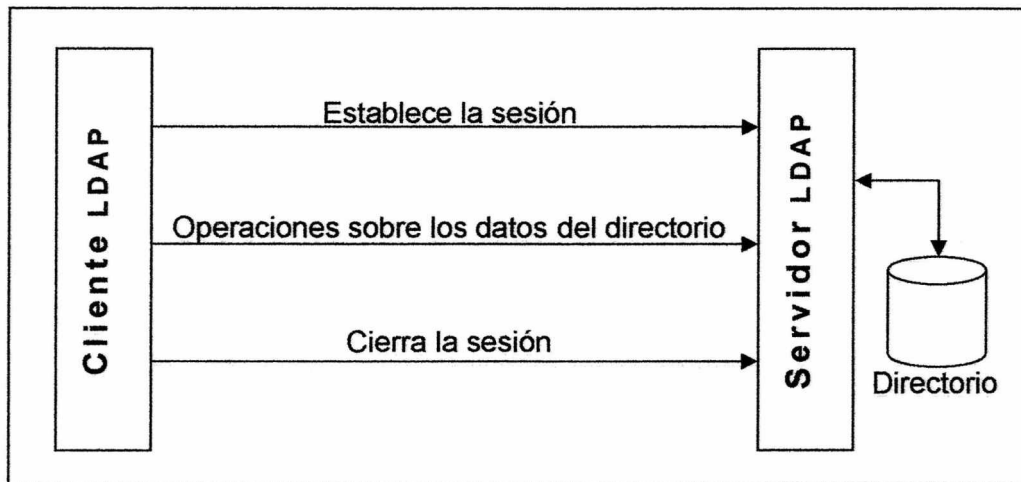 Cliente LDAP
Establece la sesión
Operaciones sobre los datos del directorio
Cierra la sesión
Servidor LDAP
Directorio